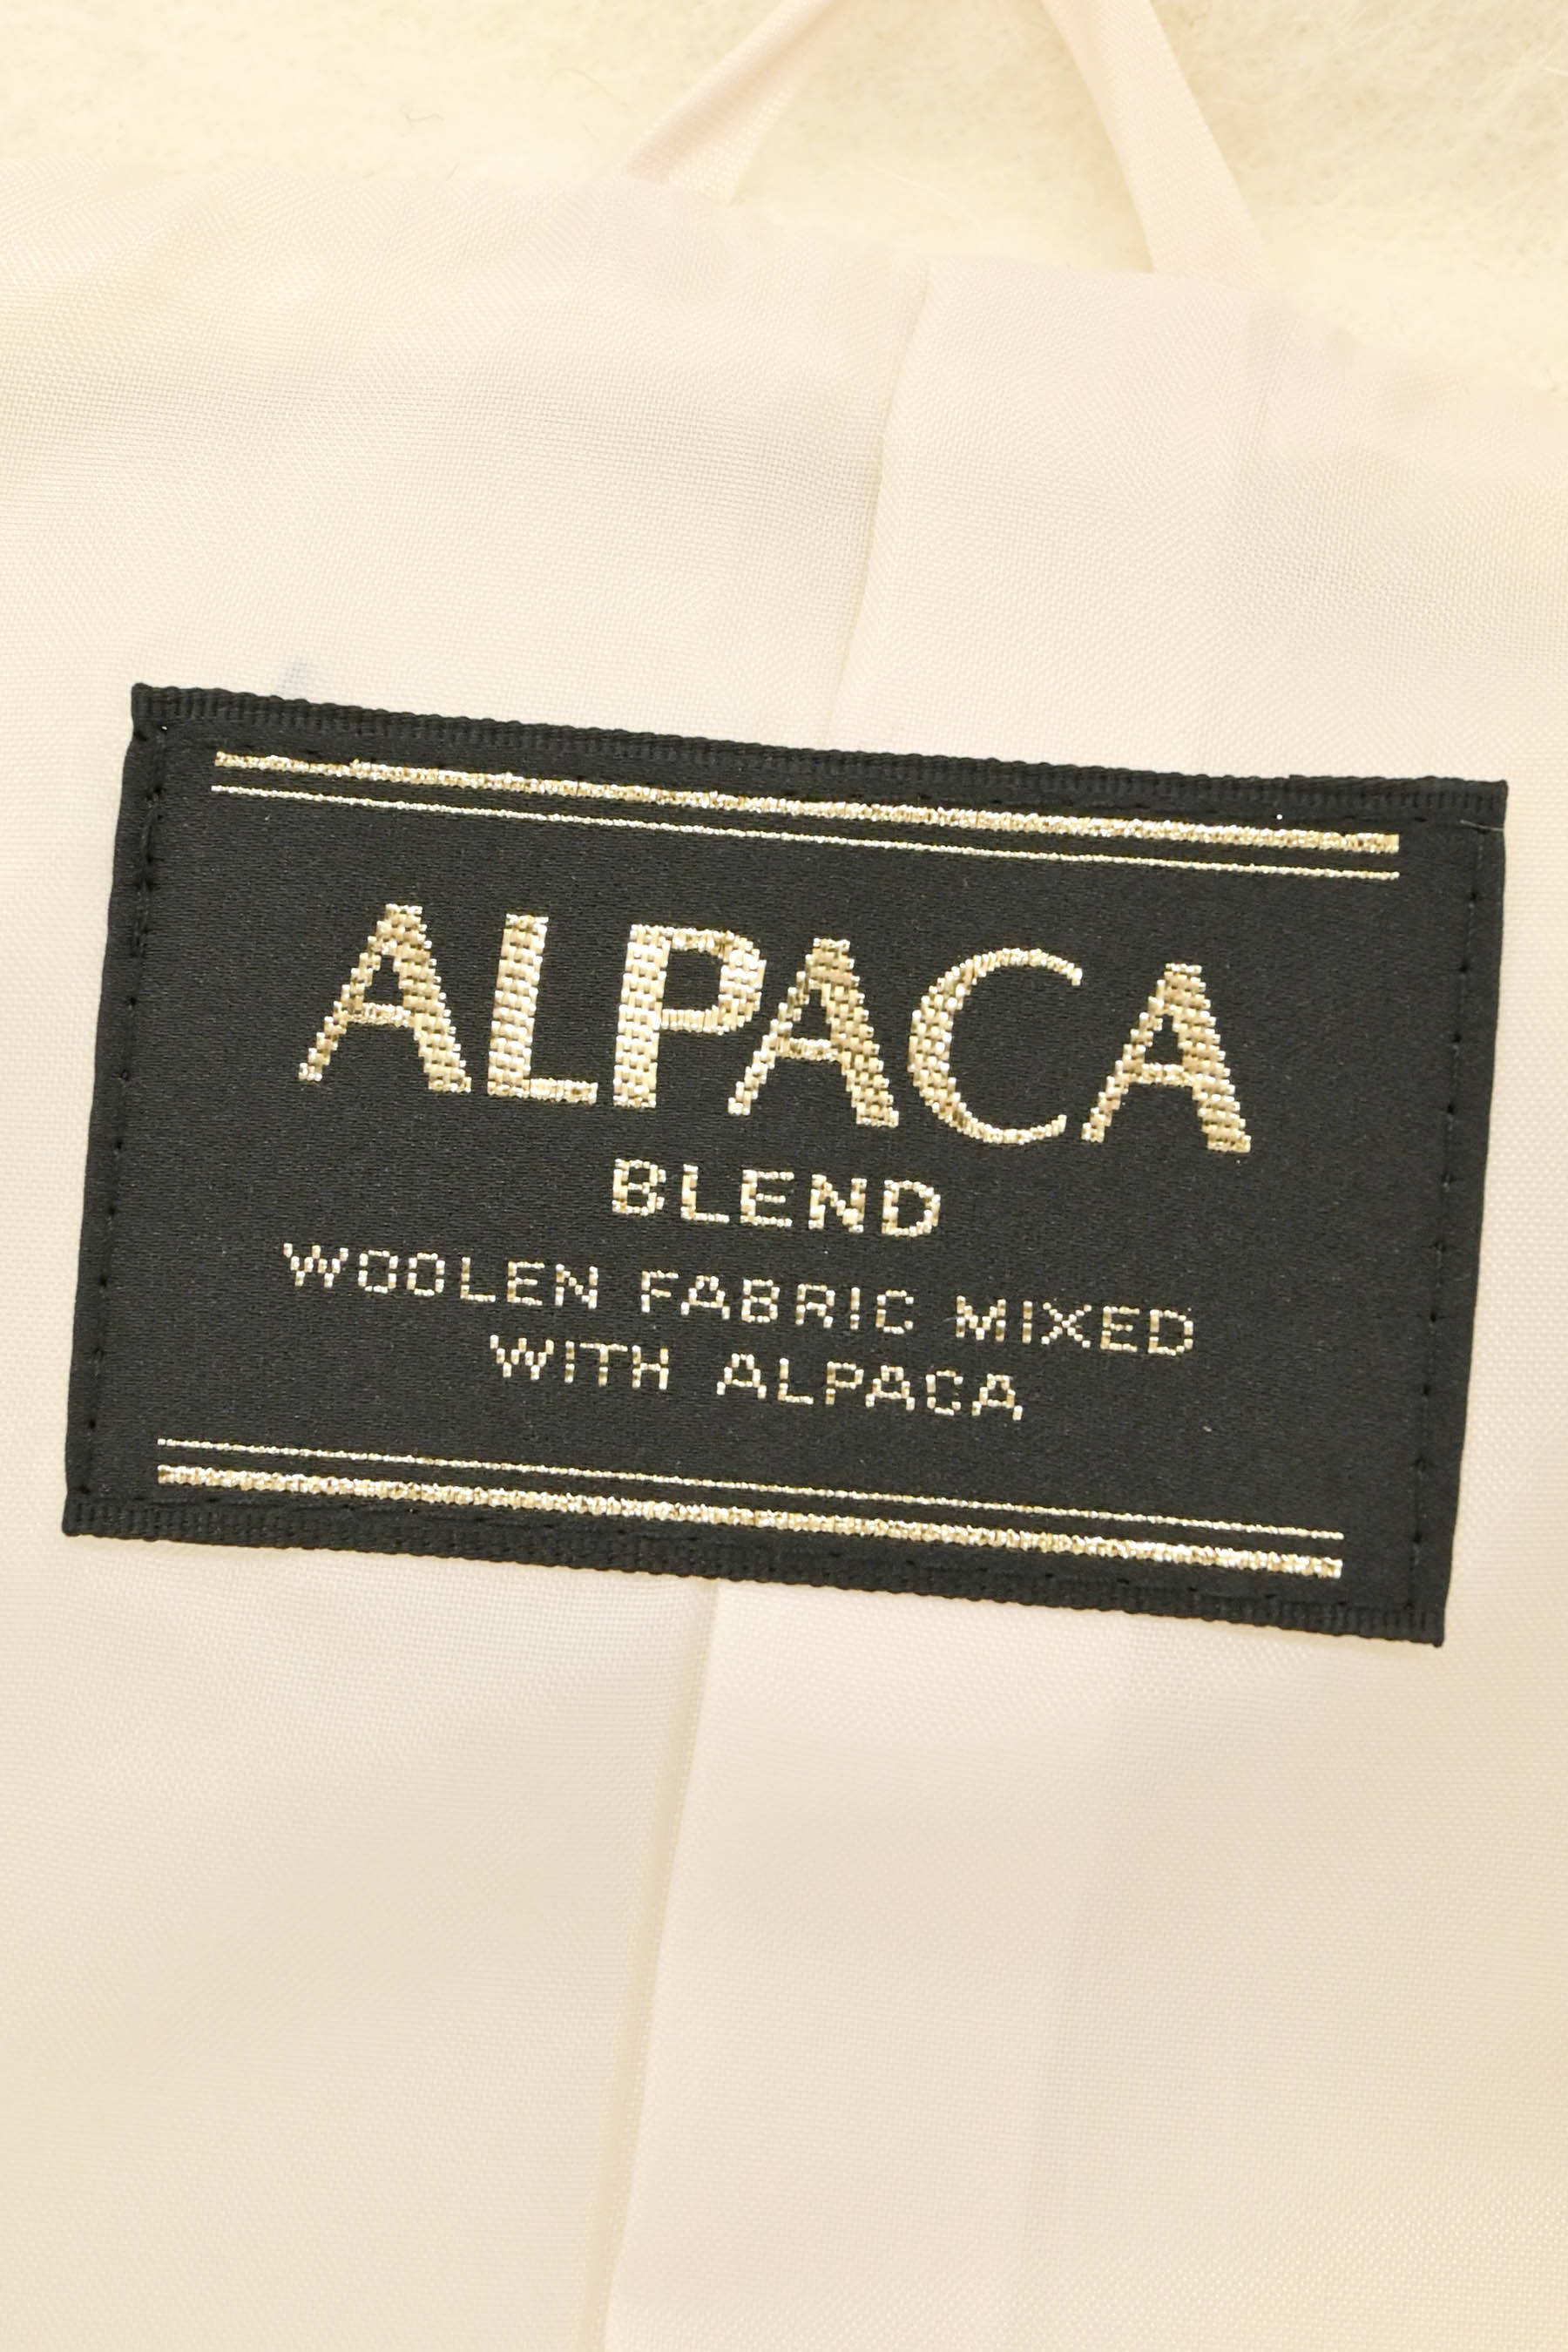 ALPACA
BLEND
WOOLEN FABRIC MIXED
WITH ALPACA